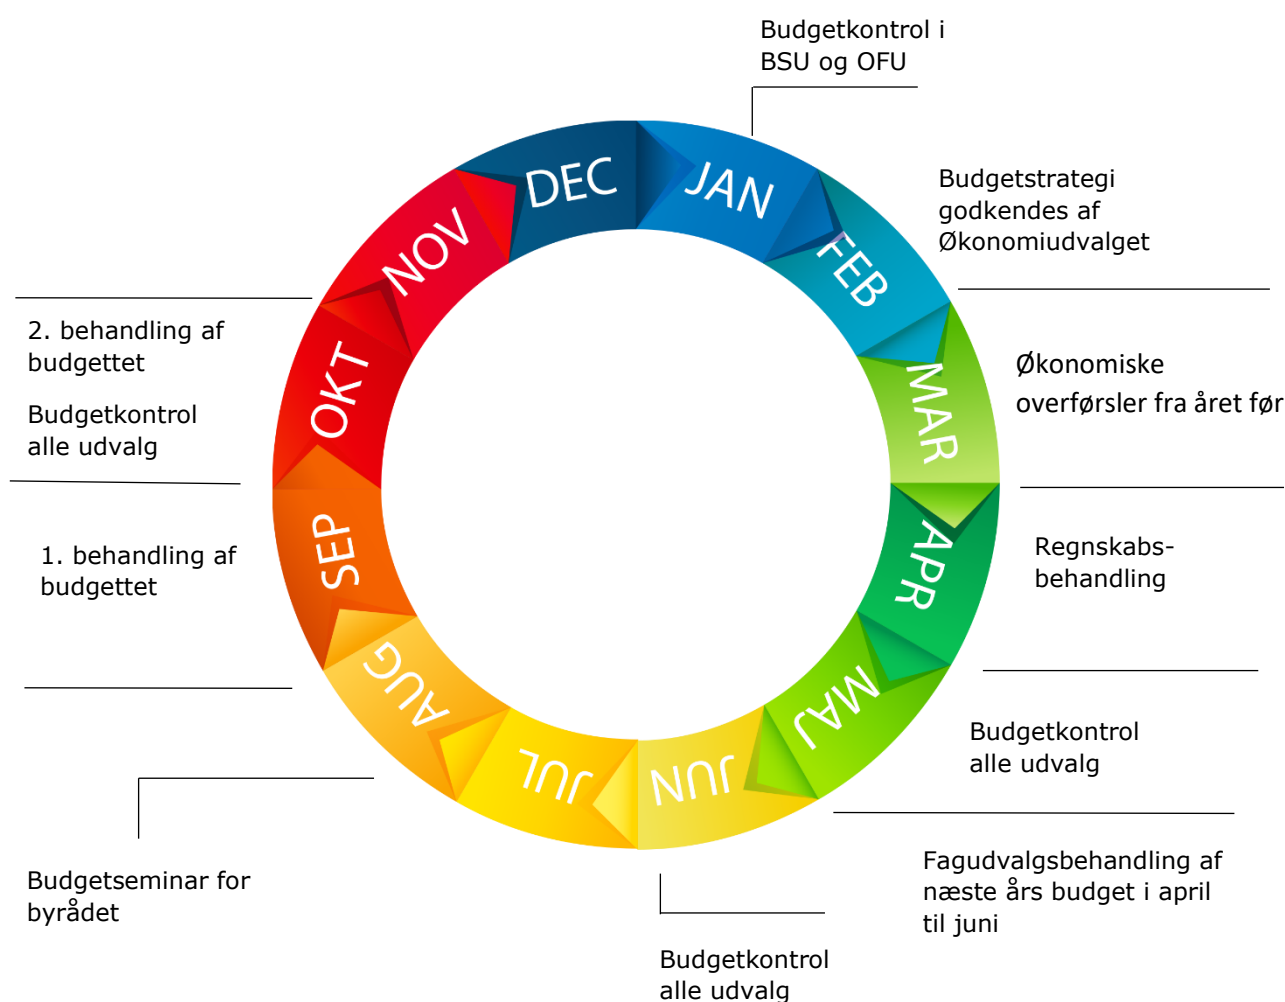 Budgetkontrol i
BSU og OFU
JAN
FEB
MAR
APR
MAJ
JUN
JUL
AUG
SEP
OKT
NOV
DEC
Budgetstrategi
godkendes af
Økonomiudvalget
Økonomiske
overførsler fra året før
Regnskabs-
behandling
Budgetkontrol
alle udvalg
Fagudvalgsbehandling af
næste års budget i april
til juni
Budgetkontrol
alle udvalg
Budgetseminar for
byrådet
1. behandling af
budgettet
2. behandling af
budgettet
Budgetkontrol
alle udvalg